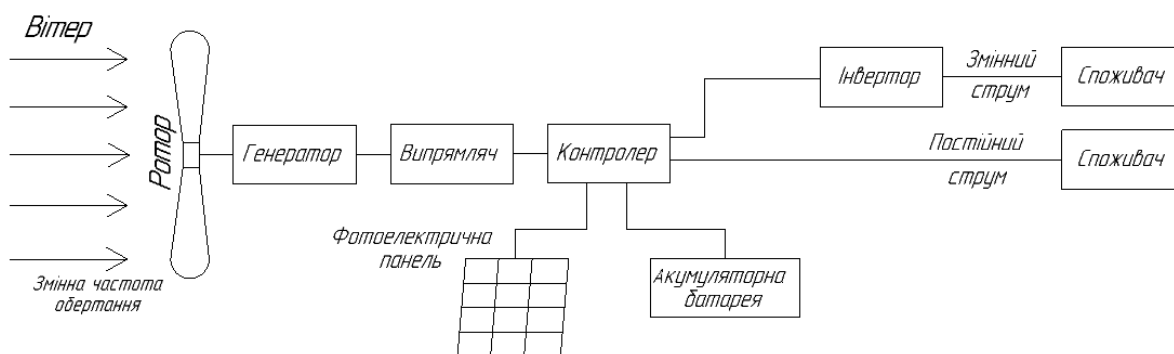 Вітер
Ротор
Змінна частота
обертання
Генератор
Випрямляч
Контролер
Фотоелектрична
панель
Акумуляторна
батарея
Інвертор
Змінний
струм
Споживач
Постійний
струм
Споживач